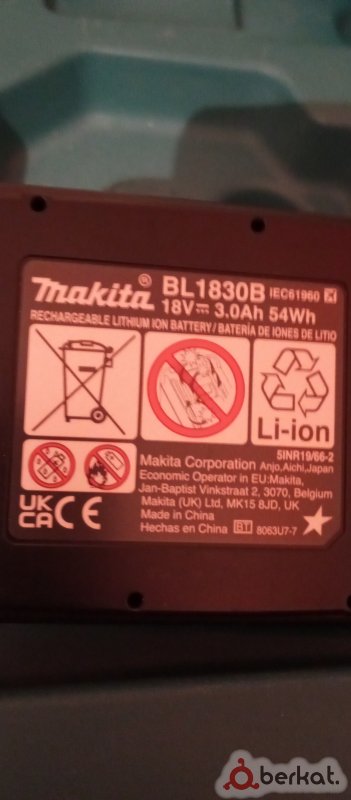 makita® BL1830B IEC61960
18V 3.0Ah 54Wh
RECHARGEABLE LITHIUM ION BATTERY/BATERÍA DE IONES DE LITIO
Li-ion
5INR19/66-2
Makita Corporation Anjo,Aichi,Japan
Economic Operator in EU:Makita,
Jan-Baptist Vinkstraat 2, 3070, Belgium
Makita (UK) Ltd, MK15 8JD, UK
Made in China
Hechas en China BT 8063U7-7
UK
CA CE
berkat.